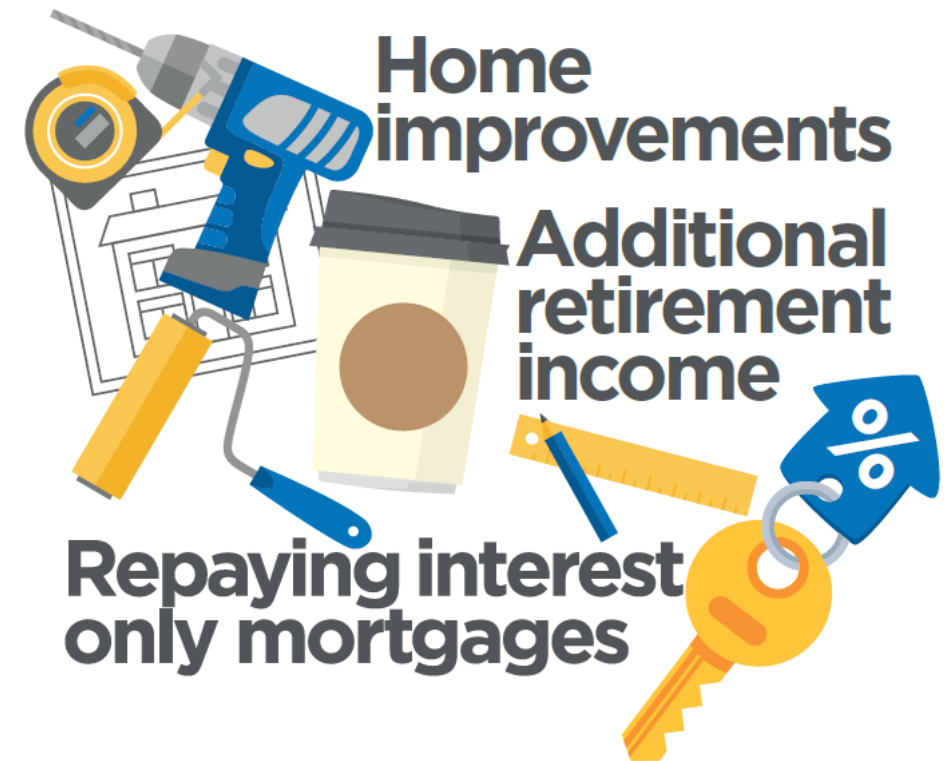 Home
improvements
Additional
retirement
income
%
Repaying interest
only mortgages